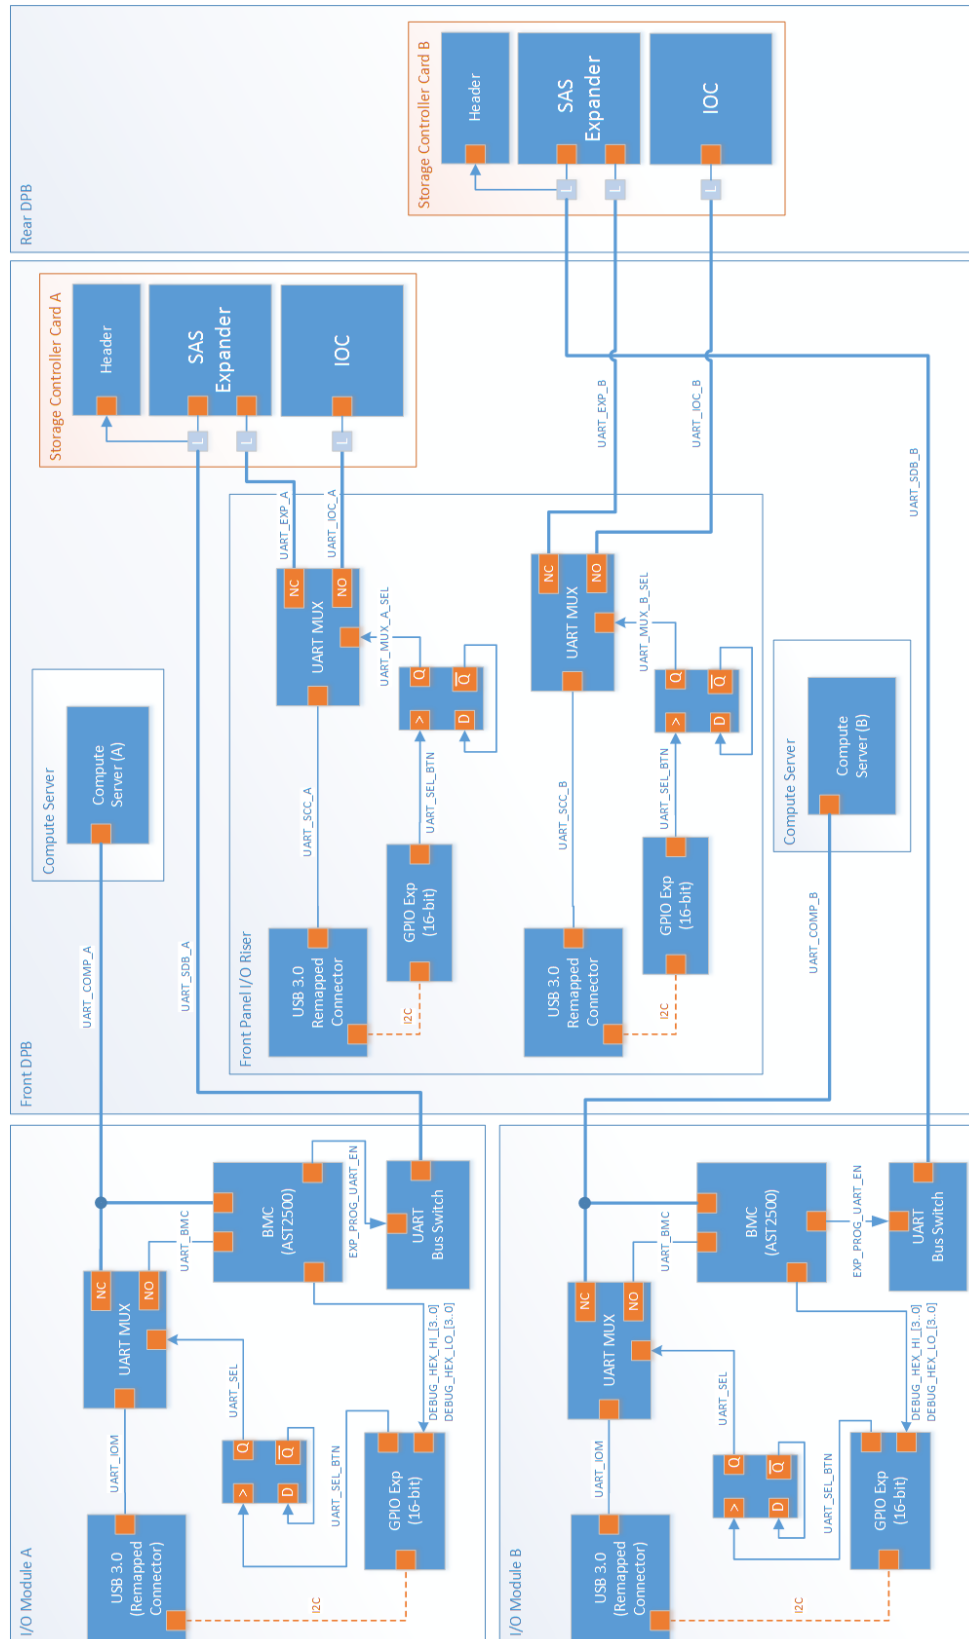 Rear DPB
Storage Controller Card B
Header
SAS
Expander
IOC
L
L
L
Front DPB
Storage Controller Card A
Header
SAS
Expander
IOC
L
L
L
UART_EXP_A
UART_IOC_A
UART_EXP_B
UART_IOC_B
UART_SDB_B
Compute Server
Compute
Server (A)
UART_COMP_A
UART_SDB_A
Front Panel I/O Riser
UART MUX
NC
NO
UART_MUX_A_SEL
Q
Q
>
D
UART_SCC_A
UART_SEL_BTN
USB 3.0
Remapped
Connector
GPIO Exp
(16-bit)
I2C
UART MUX
NC
NO
UART_MUX_B_SEL
Q
Q
>
D
UART_SCC_B
UART_SEL_BTN
USB 3.0
Remapped
Connector
GPIO Exp
(16-bit)
I2C
Compute Server
Compute
Server (B)
UART_COMP_B
I/O Module A
USB 3.0
(Remapped
Connector)
UART_IOM
UART MUX
NC
NO
UART_BMC
BMC
(AST2500)
EXP_PROG_UART_EN
UART
Bus Switch
UART_SEL
Q
Q
>
D
UART_SEL_BTN
DEBUG_HEX_HI_[3..0]
DEBUG_HEX_LO_[3..0]
GPIO Exp
(16-bit)
I2C
I/O Module B
USB 3.0
(Remapped
Connector)
UART_IOM
UART MUX
NC
NO
UART_BMC
BMC
(AST2500)
EXP_PROG_UART_EN
UART
Bus Switch
UART_SEL
Q
Q
>
D
UART_SEL_BTN
DEBUG_HEX_HI_[3..0]
DEBUG_HEX_LO_[3..0]
GPIO Exp
(16-bit)
I2C